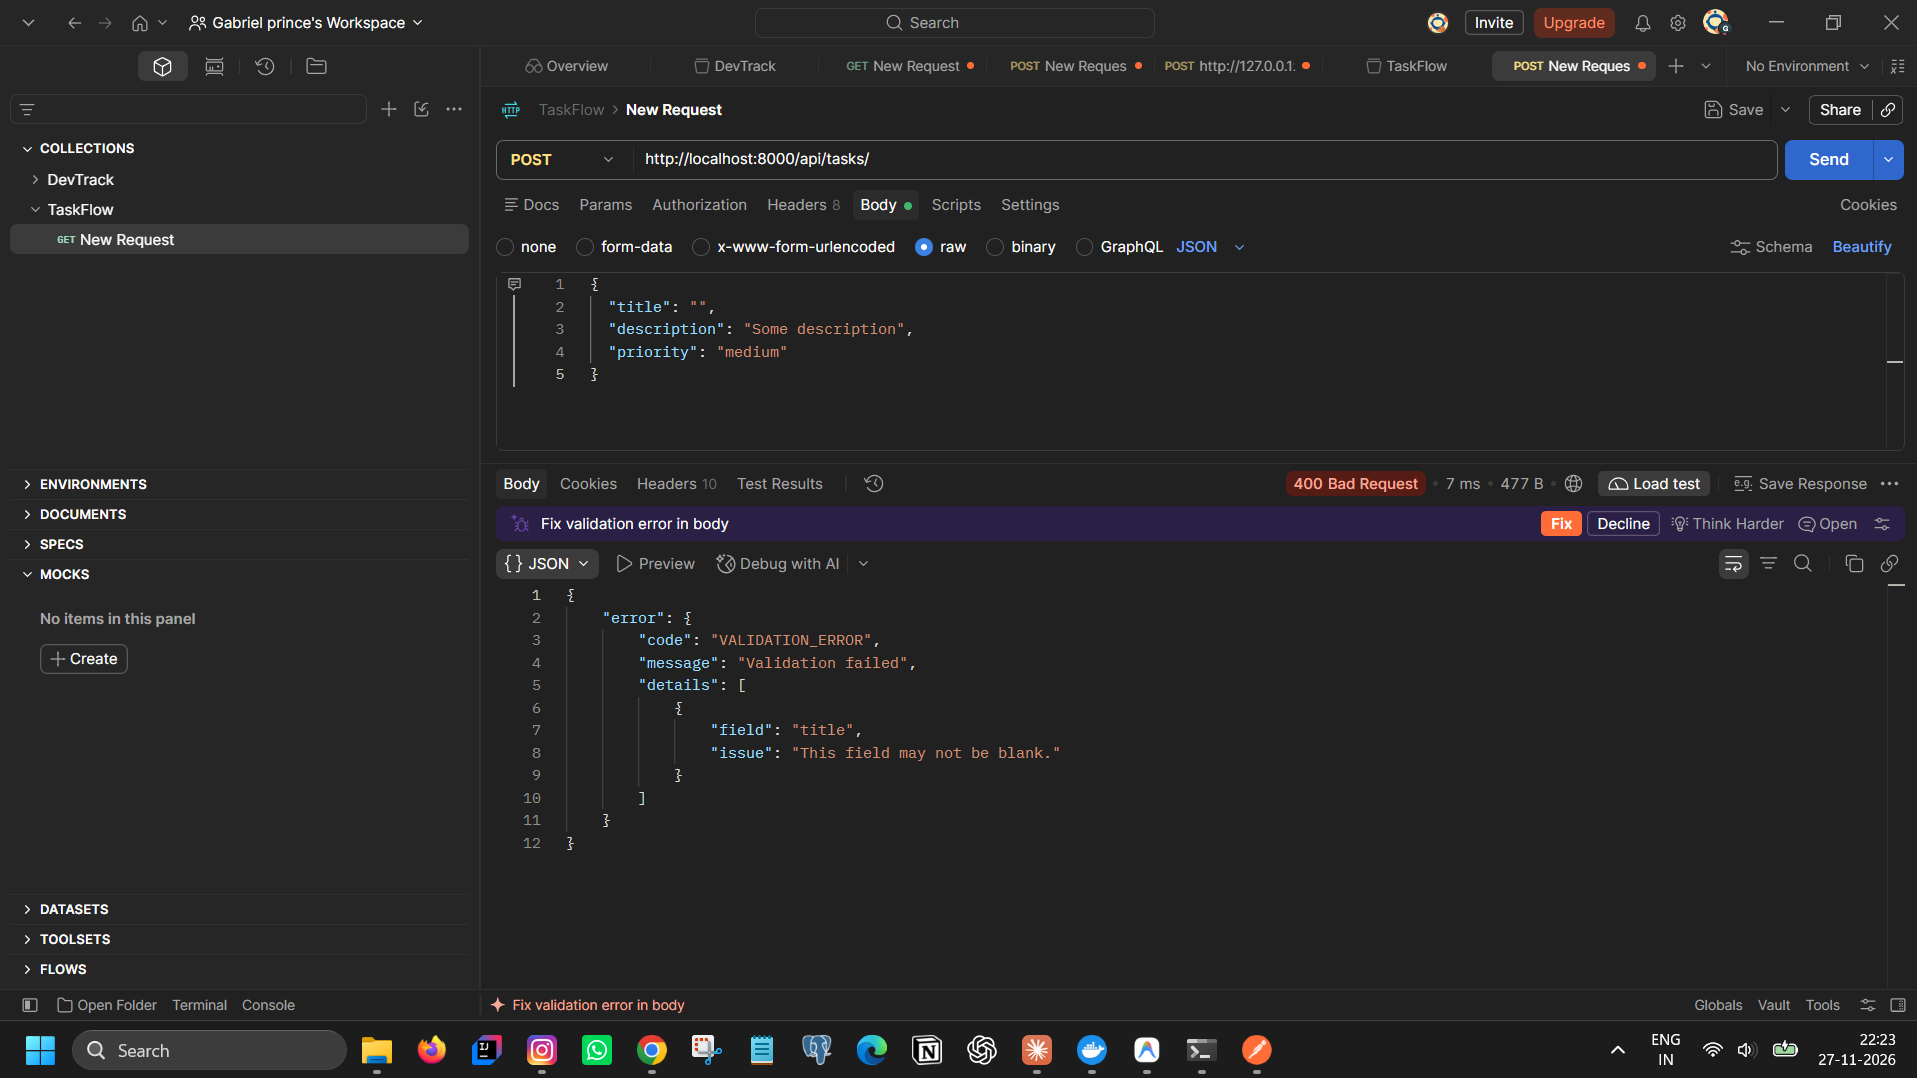 Gabriel prince's Workspace
Search
Invite
Upgrade
Overview
DevTrack
GET New Request
POST New Reques
POST http://127.0.0.1.
TaskFlow
POST New Reques
No Environment
COLLECTIONS
DevTrack
TaskFlow
GET New Request
ENVIRONMENTS
DOCUMENTS
SPECS
MOCKS
No items in this panel
Create
DATASETS
TOOLSETS
FLOWS
HTTP TaskFlow > New Request
Save
Share
POST
http://localhost:8000/api/tasks/
Send
Docs
Params
Authorization
Headers 8
Body
Scripts
Settings
Cookies
none
form-data
x-www-form-urlencoded
raw
binary
GraphQL
JSON
Schema
Beautify
1 {
2 "title": "",
3 "description": "Some description",
4 "priority": "medium"
5 }
Body
Cookies
Headers 10
Test Results
400 Bad Request
7 ms
477 B
Load test
e.g. Save Response
Fix validation error in body
Fix
Decline
Think Harder
Open
{} JSON
Preview
Debug with AI
1 {
2 "error": {
3 "code": "VALIDATION_ERROR",
4 "message": "Validation failed",
5 "details": [
6 {
7 "field": "title",
8 "issue": "This field may not be blank."
9 }
10 ]
11 }
12 }
Open Folder
Terminal
Console
Fix validation error in body
Globals
Vault
Tools
Search
ENG
IN
22:23
27-11-2026